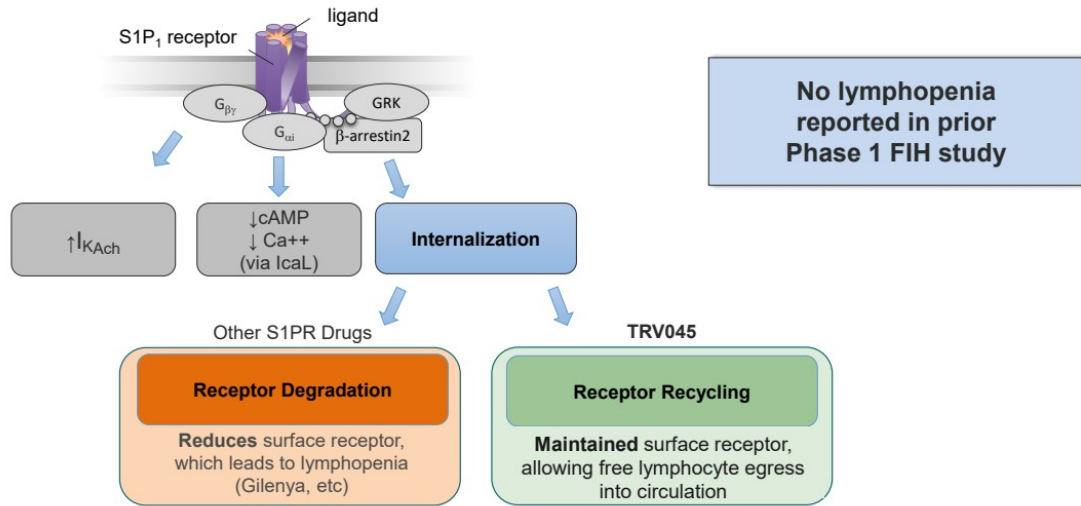 ligand
S1P₁ receptor
No lymphopenia
reported in prior
Phase 1 FIH study
Gβγ
GRK
Gαi
β-arrestin2
↑IKAch
↓cAMP
↓ Ca++
(via IcaL)
Internalization
Other S1PR Drugs
Receptor Degradation
Reduces surface receptor,
which leads to lymphopenia
(Gilenya, etc)
TRV045
Receptor Recycling
Maintained surface receptor,
allowing free lymphocyte egress
into circulation